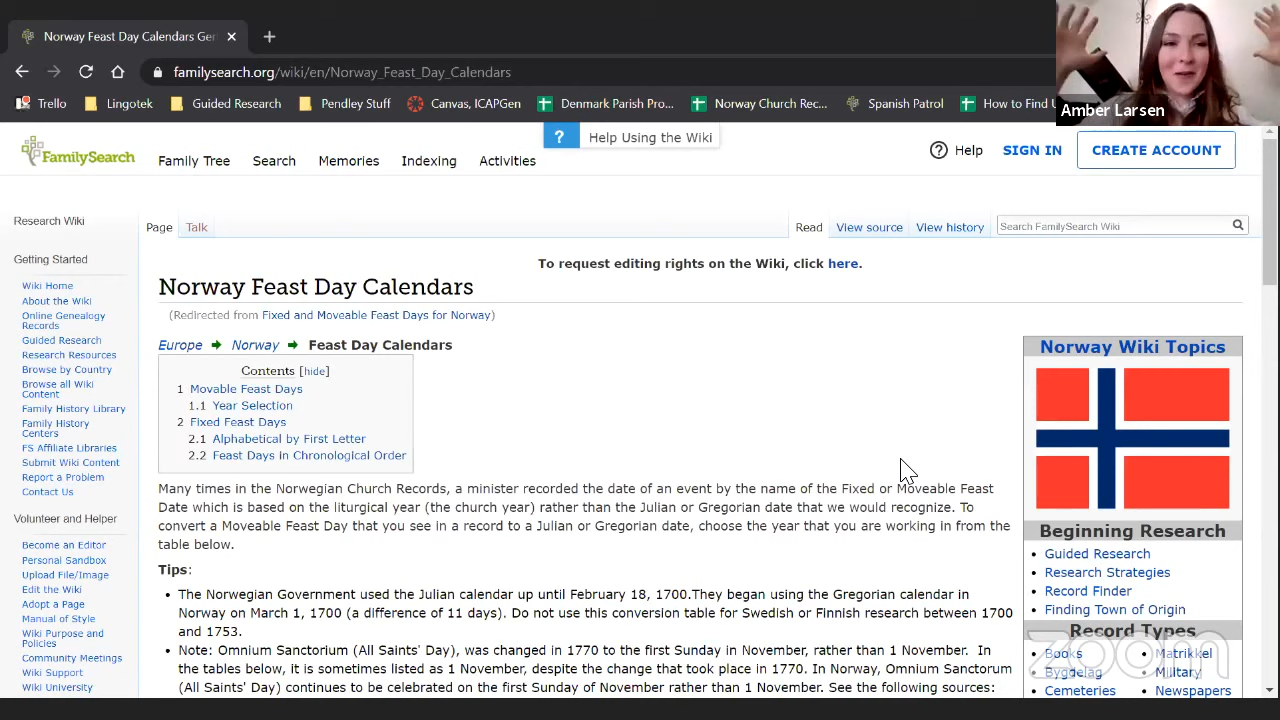 Norway Feast Day Calendars Gen
familysearch.org/wiki/en/Norway_Feast_Day_Calendars
Trello
Lingotek
Guided Research
Pendley Stuff
Canvas, ICAPGen
Denmark Parish Pro...
Norway Church Rec...
Spanish Patrol
How to Find
Amber Larsen
? Help Using the Wiki
FamilySearch
Family Tree
Search
Memories
Indexing
Activities
? Help
SIGN IN
CREATE ACCOUNT
Research Wiki
Page
Talk
Read
View source
View history
Search FamilySearch Wiki
Getting Started
Wiki Home
About the Wiki
Online Genealogy
Records
Guided Research
Research Resources
Browse by Country
Browse all Wiki
Content
Family History Library
Family History
Centers
FS Affiliate Libraries
Submit Wiki Content
Report a Problem
Contact Us
Volunteer and Helper
Become an Editor
Personal Sandbox
Upload File/Image
Edit the Wiki
Adopt a Page
Manual of Style
Wiki Purpose and
Policies
Community Meetings
Wiki Support
Wiki University
To request editing rights on the Wiki, click here.
Norway Feast Day Calendars
(Redirected from Fixed and Moveable Feast Days for Norway)
Europe → Norway → Feast Day Calendars
Contents [hide]
1 Movable Feast Days
1.1 Year Selection
2 Fixed Feast Days
2.1 Alphabetical by First Letter
2.2 Feast Days in Chronological Order
Many times in the Norwegian Church Records, a minister recorded the date of an event by the name of the Fixed or Moveable Feast
Date which is based on the liturgical year (the church year) rather than the Julian or Gregorian date that we would recognize. To
convert a Moveable Feast Day that you see in a record to a Julian or Gregorian date, choose the year that you are working in from the
table below.
Tips:
• The Norwegian Government used the Julian calendar up until February 18, 1700.They began using the Gregorian calendar in
Norway on March 1, 1700 (a difference of 11 days). Do not use this conversion table for Swedish or Finnish research between 1700
and 1753.
• Note: Omnium Sanctorium (All Saints' Day), was changed in 1770 to the first Sunday in November, rather than 1 November. In
the tables below, it is sometimes listed as 1 November, despite the change that took place in 1770. In Norway, Omnium Sanctorum
(All Saints' Day) continues to be celebrated on the first Sunday of November rather than 1 November. See the following sources:
Norway Wiki Topics
Beginning Research
• Guided Research
• Research Strategies
• Record Finder
• Finding Town of Origin
Record Types
• Books
• Matrikkel
• Bygdelag
• Military
• Cemeteries
• Newspapers
zoom